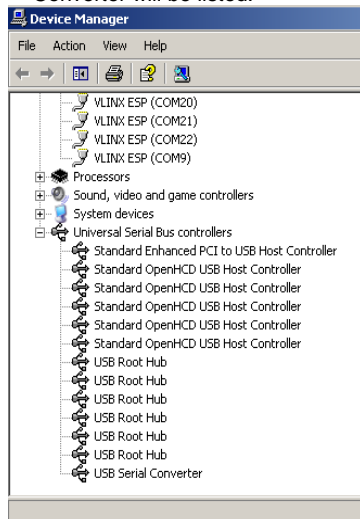 Converter will be listed.
Device Manager
File Action View Help
VLINX ESP (COM20)
VLINX ESP (COM21)
VLINX ESP (COM22)
VLINX ESP (COM9)
Processors
Sound, video and game controllers
System devices
Universal Serial Bus controllers
Standard Enhanced PCI to USB Host Controller
Standard OpenHCD USB Host Controller
Standard OpenHCD USB Host Controller
Standard OpenHCD USB Host Controller
Standard OpenHCD USB Host Controller
Standard OpenHCD USB Host Controller
USB Root Hub
USB Root Hub
USB Root Hub
USB Root Hub
USB Root Hub
USB Root Hub
USB Serial Converter